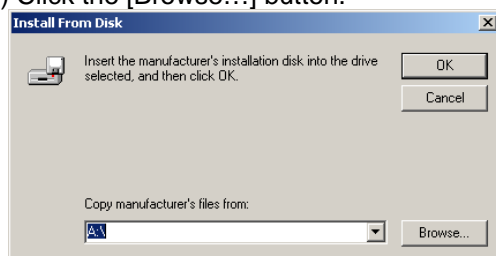 ) Click the [Browse...] button.
Install From Disk
Insert the manufacturer's installation disk into the drive
selected, and then click OK.
OK
Cancel
Copy manufacturer's files from:
A:\
Browse...